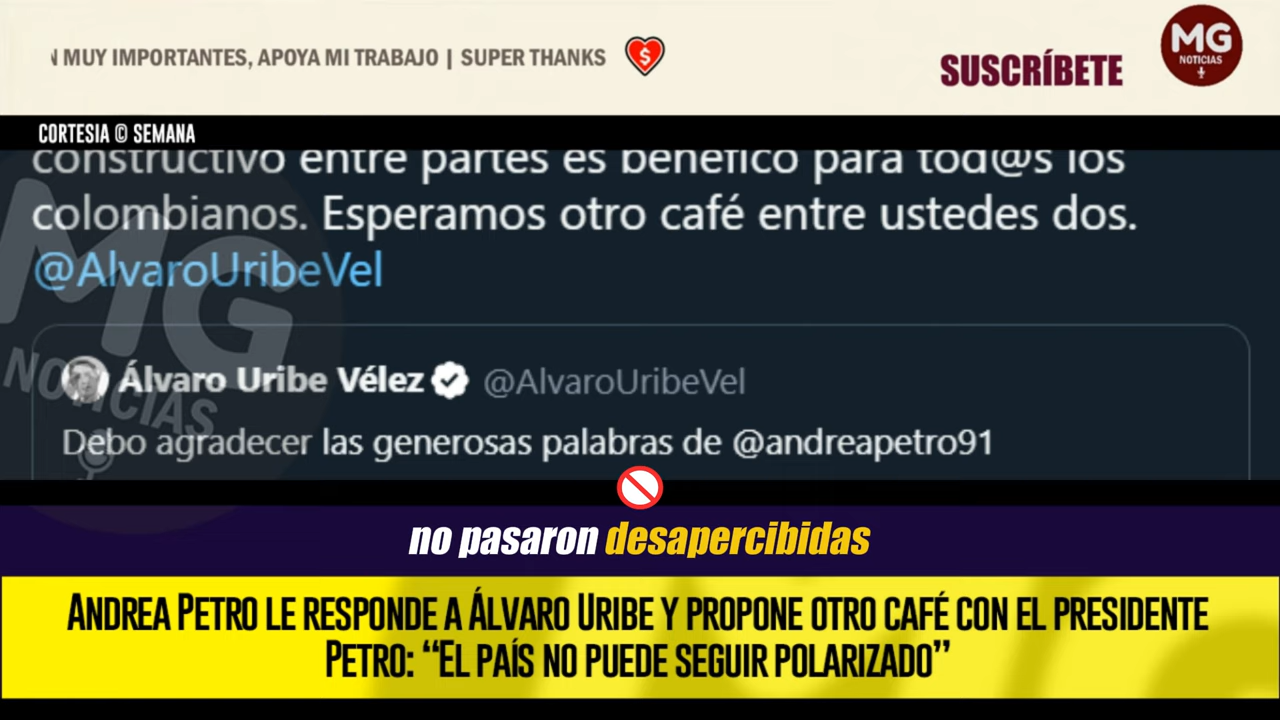 N MUY IMPORTANTES, APOYA MI TRABAJO | SUPER THANKS
SUSCRÍBETE
MG
NOTICIAS
CORTESIA © SEMANA
constructivo entre partes es benéfico para tod@s los
colombianos. Esperamos otro café entre ustedes dos.
@AlvaroUribeVel
MG
NOTICIAS
Álvaro Uribe Vélez @AlvaroUribeVel
Debo agradecer las generosas palabras de @andreapetro91
no pasaron desapercibidas
ANDREA PETRO LE RESPONDE A ÁLVARO URIBE Y PROPONE OTRO CAFÉ CON EL PRESIDENTE
PETRO: “EL PAÍS NO PUEDE SEGUIR POLARIZADO”